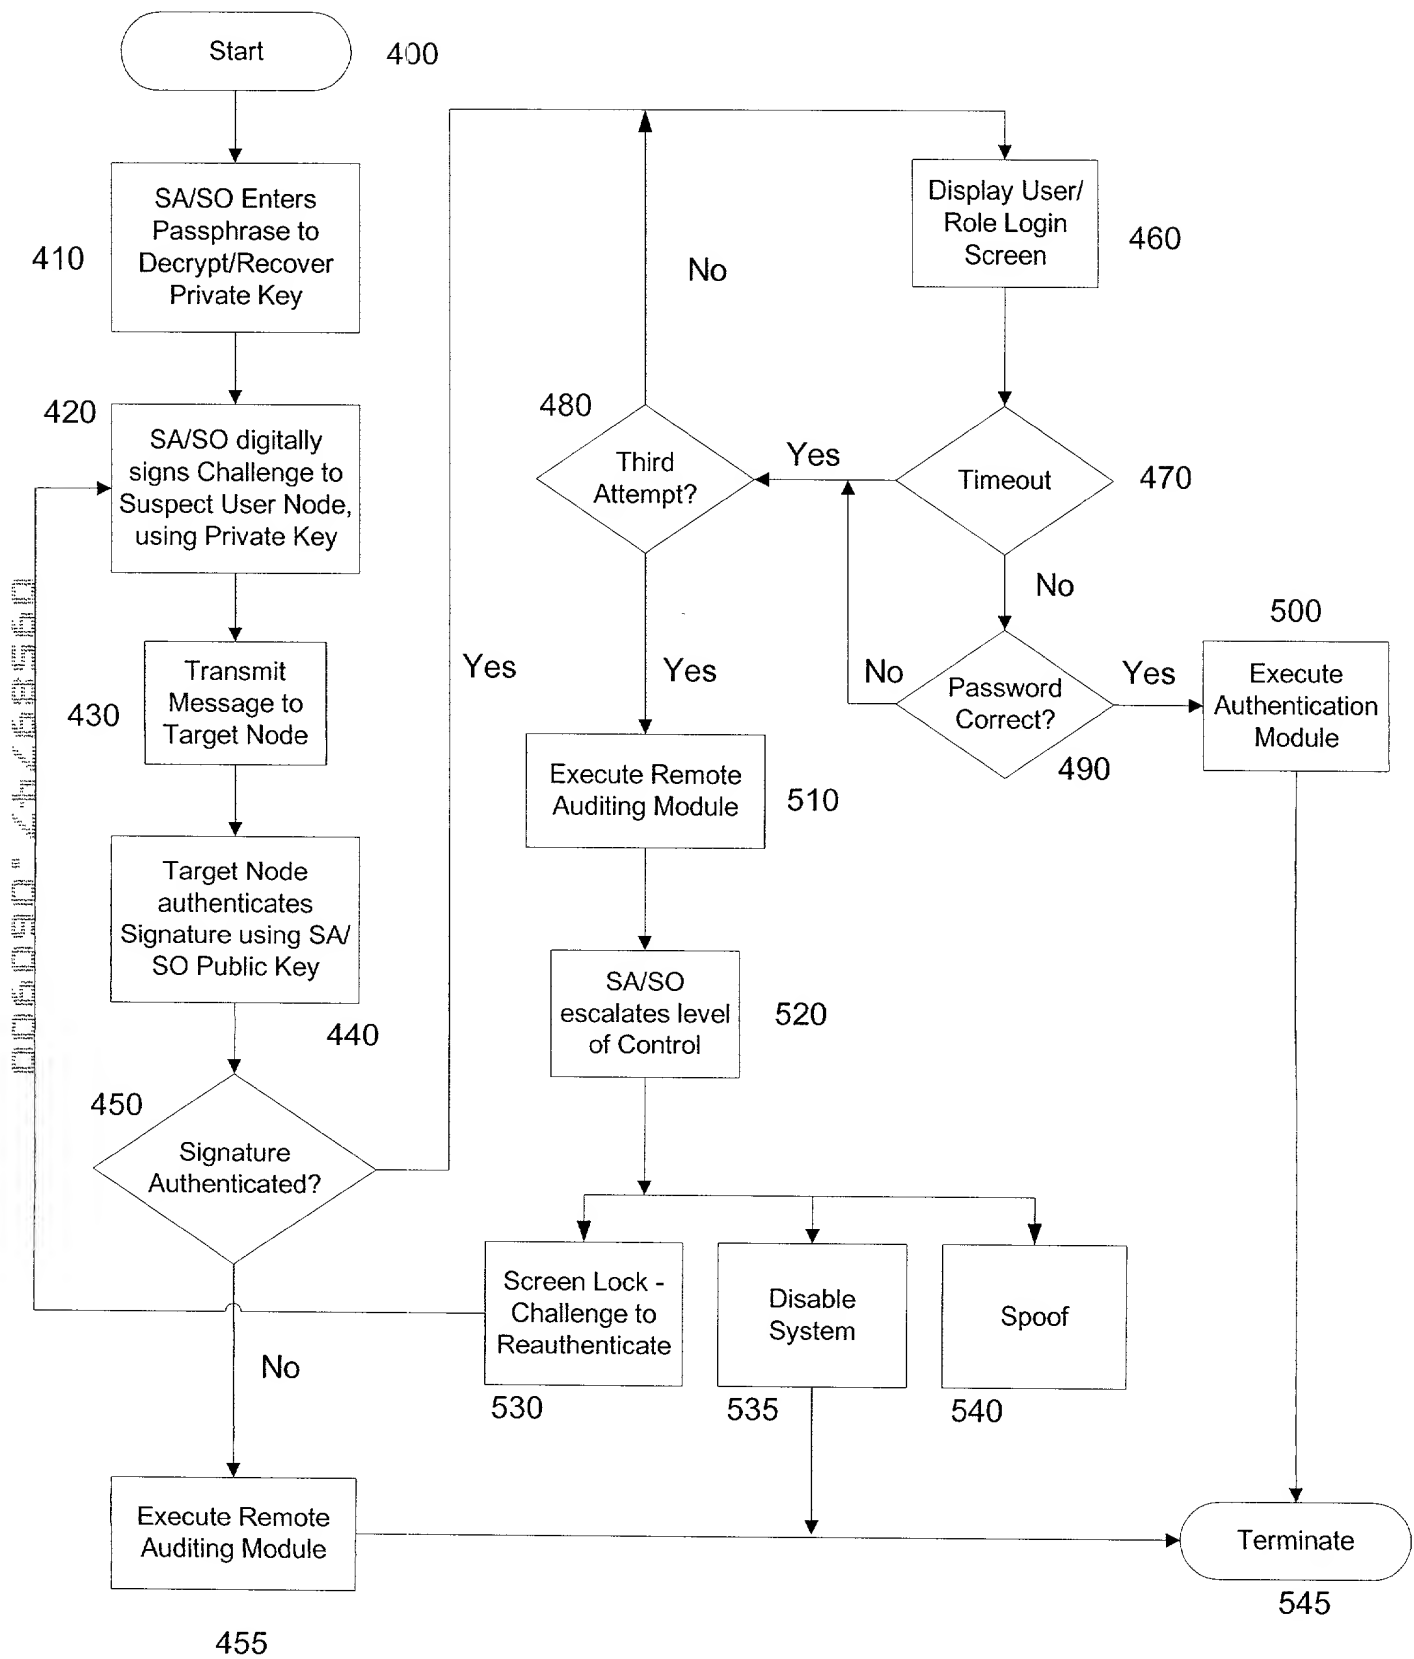 Start
400
SA/SO Enters
Passphrase to
Decrypt/Recover
Private Key
410
420
SA/SO digitally
signs Challenge to
Suspect User Node,
using Private Key
Transmit
Message to
Target Node
430
Target Node
authenticates
Signature using SA/
SO Public Key
440
450
Signature
Authenticated?
Yes
No
Execute Remote
Auditing Module
455
Display User/
Role Login
Screen
460
No
480
Third
Attempt?
Yes
Timeout
470
No
500
Yes
No
Password
Correct?
490
Yes
Execute
Authentication
Module
Execute Remote
Auditing Module
510
SA/SO
escalates level
of Control
520
Screen Lock -
Challenge to
Reauthenticate
530
Disable
System
535
Spoof
540
Terminate
545